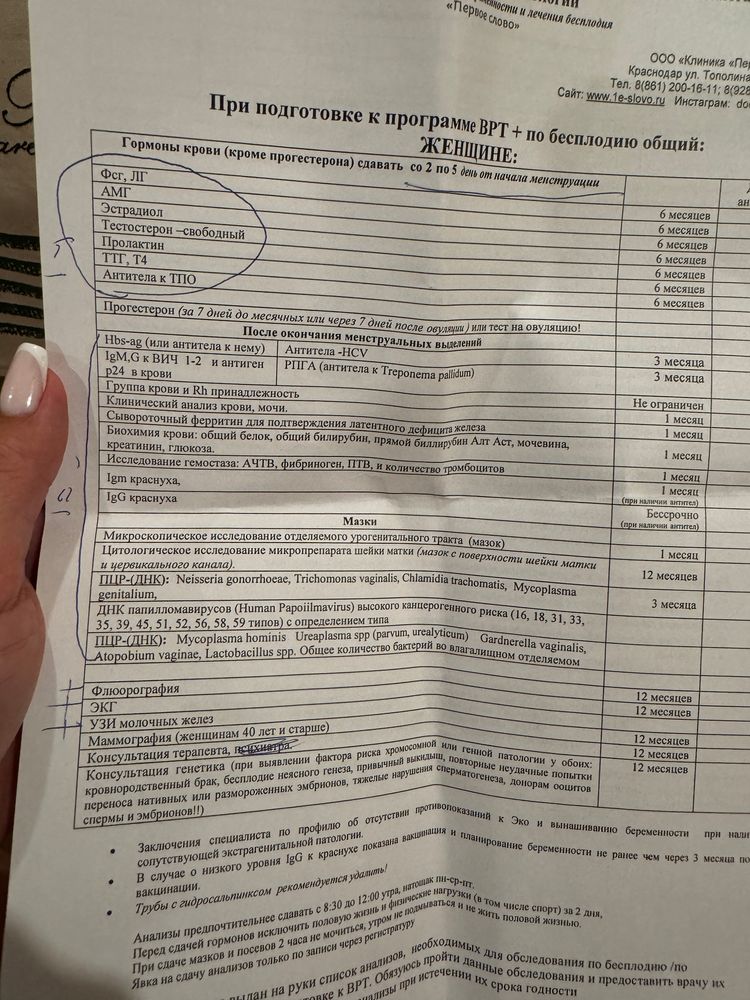 «Первое слово»
и лечения бесплодия
ООО «Клиника
Краснодар ул.
Тел. 8(861) 200-16-11; 8(928
Сайт: www.1e-slovo.ru Инстаграм:
При подготовке к программе ВРТ + по бесплодию общий:
ЖЕНЩИНЕ:
Гормоны крови (кроме прогестерона) сдавать со 2 по 5 день от начала менструации
Фсг, ЛГ
АМГ 6 месяцев
Эстрадиол 6 месяцев
Тестостерон –свободный 6 месяцев
Пролактин 6 месяцев
ТТГ, Т4 6 месяцев
Антитела к ТПО 6 месяцев
Прогестерон (за 7 дней до месячных или через 7 дней после овуляции) или тест на овуляцию!
После окончания менструальных выделений
Hbs-ag (или антитела к нему) Антитела -HCV 3 месяца
IgM,G к ВИЧ 1-2 и антиген РПГА (антитела к Treponema pallidum) 3 месяца
p24 в крови
Группа крови и Rh принадлежность Не ограничен
Клинический анализ крови, мочи. 1 месяц
Сывороточный ферритин для подтверждения латентного дефицита железа 1 месяц
Биохимия крови: общий белок, общий билирубин, прямой биллирубин Алт Аст, мочевина, 1 месяц
креатинин, глюкоза.
Исследование гемостаза: АЧТВ, фибриноген, ПТВ, и количество тромбоцитов 1 месяц
Igm краснуха, 1 месяц
(при наличии антител)
IgG краснуха Бессрочно
(при наличии антител)
Мазки
Микроскопическое исследование отделяемого урогенитального тракта (мазок) 1 месяц
Цитологическое исследование микропрепарата шейки матки (мазок с поверхности шейки матки 12 месяцев
и цервикального канала).
ПЦР-(ДНК): Neisseria gonorrhoeae, Trichomonas vaginalis, Chlamidia trachomatis, Mycoplasma 3 месяца
genitalium,
ДНК папилломавирусов (Human Papoiilmavirus) высокого канцерогенного риска (16, 18, 31, 33,
35, 39, 45, 51, 52, 56, 58, 59 типов) с определением типа
ПЦР-(ДНК): Mycoplasma hominis Ureaplasma spp (parvum, urealyticum) Gardnerella vaginalis,
Atopobium vaginae, Lactobacillus spp. Общее количество бактерий во влагалищном отделяемом
Флюорография 12 месяцев
ЭКГ 12 месяцев
УЗИ молочных желез 12 месяцев
Маммография (женщинам 40 лет и старше) 12 месяцев
Консультация терапевта, психиатра. 12 месяцев
Консультация генетика (при выявлении фактора риска хромосомной или генной патологии у обоих:
кровнородственный брак, бесплодие неясного генеза, привычный выкидыш, повторные неудачные попытки
переноса нативных или размороженных эмбрионов, тяжелые нарушения сперматогенеза, донорам ооцитов
спермы и эмбрионов!!)
• Заключения специалиста по профилю об отсутствии противопоказаний к Эко и вынашиванию беременности при
сопутствующей экстрагенитальной патологии.
• В случае о низкого уровня IgG к краснухе показана вакцинация и планирование беременности не ранее чем через 3 месяца
вакцинации.
• Трубы с гидросальпинксом рекомендуется удалить!
Анализы предпочтительнее сдавать с 8:30 до 12:00 утра, натощак пн-ср-пт.
Перед сдачей гормонов исключить половую жизнь и физические нагрузки (в том числе спорт) за 2 дня,
При сдаче мазков и посевов 2 часа не мочиться, утром не подмываться и не жить половой жизнью.
Явка на сдачу анализов только по записи через регистратуру
на руки список анализов, необходимых для обследования по бесплодию /по
к ВРТ. Обязуюсь пройти данные обследования и предоставить врачу их
при истечении их срока годности